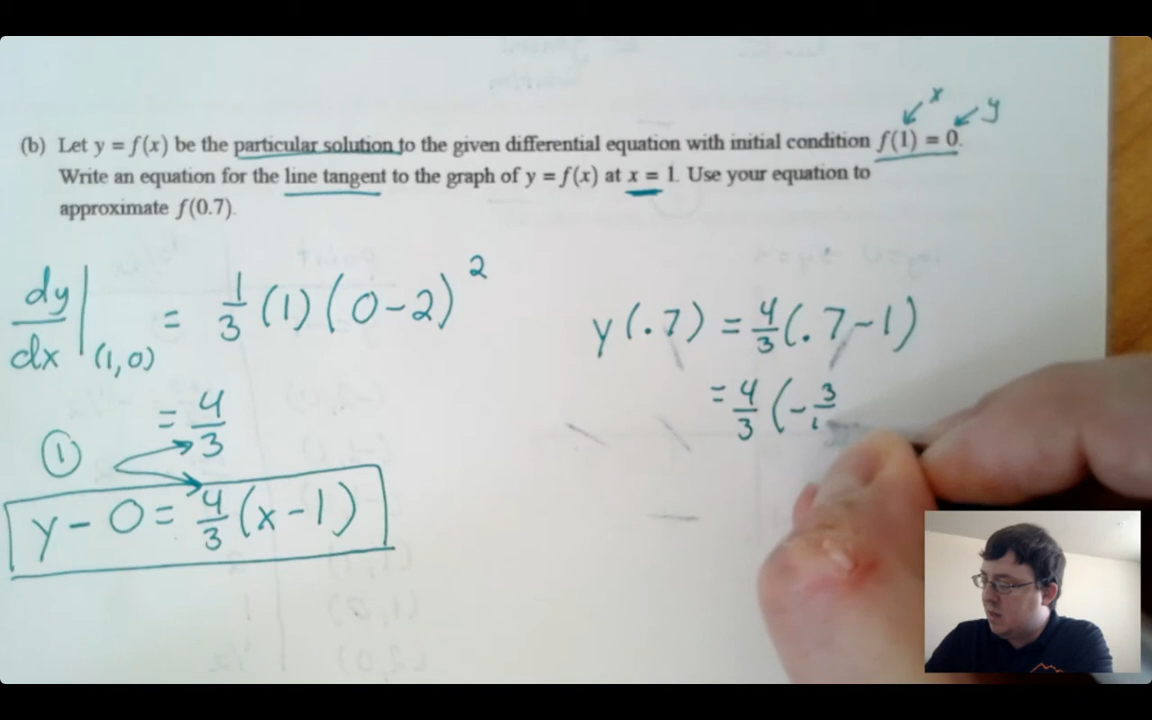 x
y
(b) Let y = f(x) be the particular solution to the given differential equation with initial condition f(1) = 0.
Write an equation for the line tangent to the graph of y = f(x) at x = 1. Use your equation to
approximate f(0.7).
dy/dx |(1,0) = 1/3 (1)(0-2)^2
= 4/3
①
y - 0 = 4/3 (x - 1)
y(.7) = 4/3 (.7 - 1)
= 4/3 (- 3/1